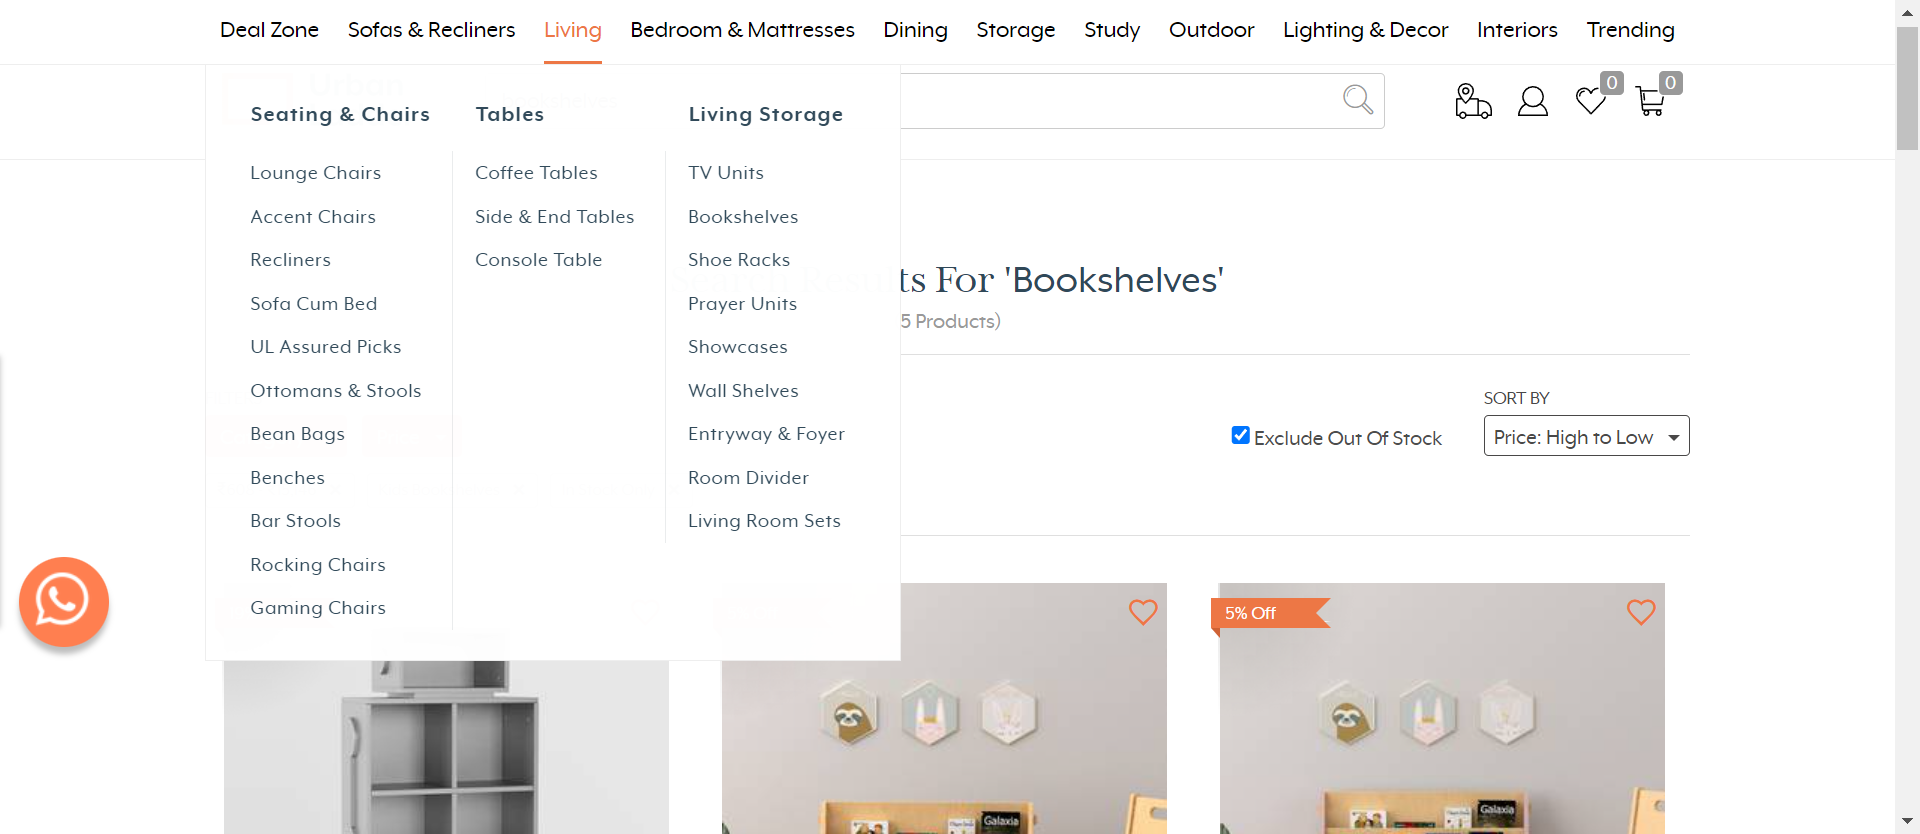 Deal Zone Sofas & Recliners Living Bedroom & Mattresses Dining Storage Study Outdoor Lighting & Decor Interiors Trending
0 0
Seating & Chairs
Lounge Chairs
Accent Chairs
Recliners
Sofa Cum Bed
UL Assured Picks
Ottomans & Stools
Bean Bags
Benches
Bar Stools
Rocking Chairs
Gaming Chairs
Tables
Coffee Tables
Side & End Tables
Console Table
Living Storage
TV Units
Bookshelves
Shoe Racks
Prayer Units
Showcases
Wall Shelves
Entryway & Foyer
Room Divider
Living Room Sets
ts For 'Bookshelves'
5 Products)
SORT BY
Exclude Out Of Stock
Price: High to Low
5% Off
Galaxia
Galaxia